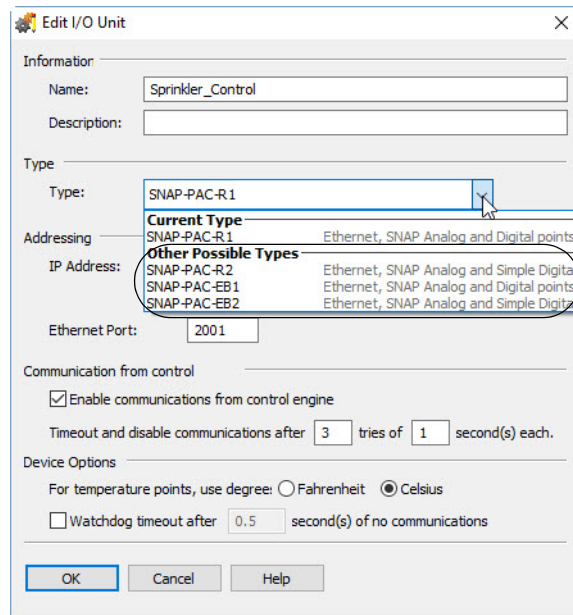 Edit I/O Unit
Information
Name: Sprinkler_Control
Description:
Type
Type: SNAP-PAC-R1
Current Type
SNAP-PAC-R1 Ethernet, SNAP Analog and Digital points
Other Possible Types
SNAP-PAC-R2 Ethernet, SNAP Analog and Simple Digita
SNAP-PAC-EB1 Ethernet, SNAP Analog and Digital points
SNAP-PAC-EB2 Ethernet, SNAP Analog and Simple Digita
Addressing
IP Address:
Ethernet Port: 2001
Communication from control
Enable communications from control engine
Timeout and disable communications after 3 tries of 1 second(s) each.
Device Options
For temperature points, use degree: Fahrenheit Celsius
Watchdog timeout after 0.5 second(s) of no communications
OK Cancel Help